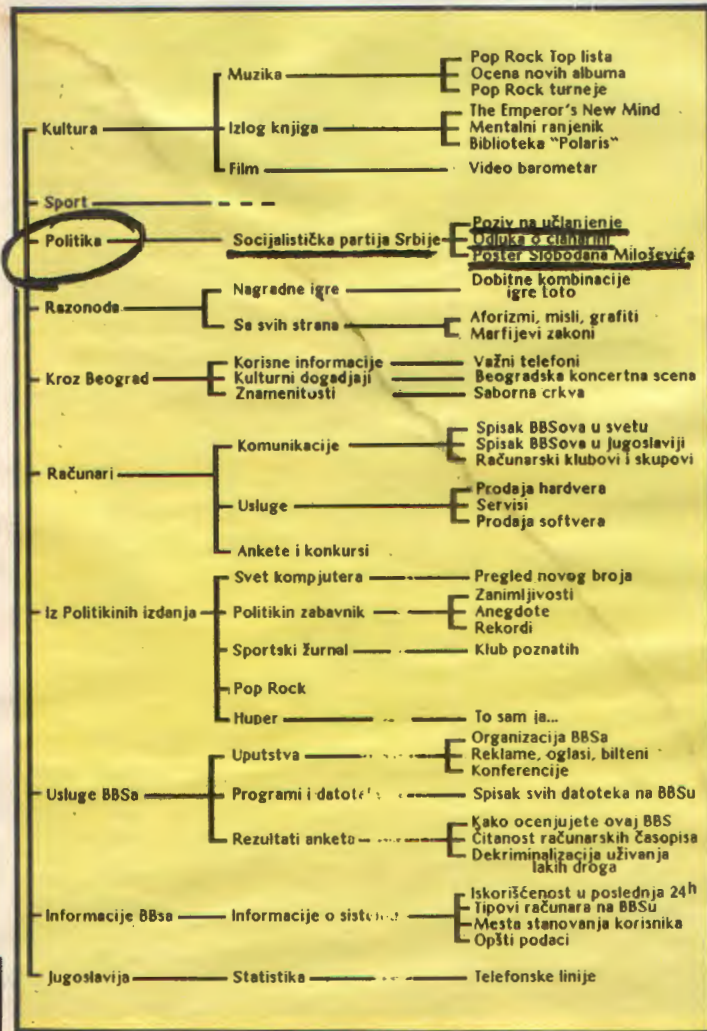 Kultura
Muzika
Pop Rock Top lista
Ocena novih albuma
Pop Rock turneje
Izlog knjiga
The Emperor's New Mind
Mentalni ranjenik
Biblioteka "Polaris"
Film
Video barometar
Sport
Politika
Socijalistička partija Srbije
Poziv na učlanjenje
Odluka o članarini
Poster Slobodana Miloševića
Razonoda
Nagradne igre
Dobitne kombinacije
igre toto
Sa svih strana
Aforizmi, misli, grafiti
Marfijevi zakoni
Kroz Beograd
Korisne informacije
Važni telefoni
Kulturni dogadjaji
Beogradska koncertna scena
Znamenitosti
Saborna crkva
Računari
Komunikacije
Spisak BBSova u svetu
Spisak BBSova u Jugoslaviji
Računarski klubovi i skupovi
Usluge
Prodaja hardvera
Servisi
Prodaja softvera
Ankete i konkursi
Iz Politikinih izdanja
Svet kompjutera
Pregled novog broja
Politikin zabavnik
Zanimljivosti
Anegdote
Rekordi
Sportski žurnal
Klub poznatih
Pop Rock
Huper
To sam ja...
Usluge BBSa
Uputstva
Organizacija BBSa
Reklame, oglasi, bilteni
Konferencije
Programi i
Spisak svih datoteka na BBSu
Rezultati anketa
Kako ocenjujete ovaj BBS
Čitanost računarskih časopisa
Dekriminalizacija uživanja
lakih droga
Informacije BBsa
Informacije o
Iskorišćenost u poslednja 24h
Tipovi računara na BBSu
Mesta stanovanja korisnika
Opšti podaci
Jugoslavija
Statistika
Telefonske linije